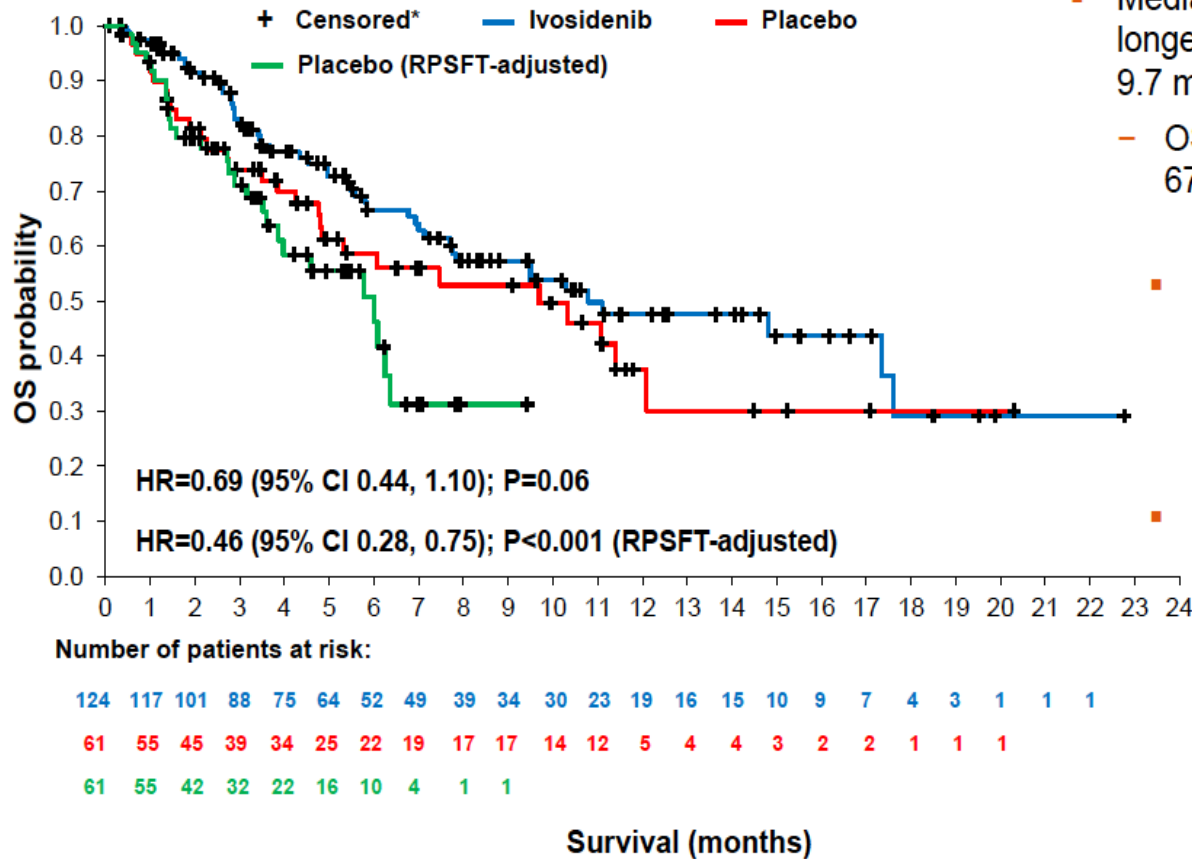 + Censored* Ivosidenib Placebo
Placebo (RPSFT-adjusted)
longe
9.7 m
67
OS probability
1.0
0.9
0.8
0.7
0.6
0.5
0.4
0.3
0.2
0.1
0.0
HR=0.69 (95% CI 0.44, 1.10); P=0.06
HR=0.46 (95% CI 0.28, 0.75); P<0.001 (RPSFT-adjusted)
0 1 2 3 4 5 6 7 8 9 10 11 12 13 14 15 16 17 18 19 20 21 22 23 24
Number of patients at risk:
124 117 101 88 75 64 52 49 39 34 30 23 19 16 15 10 9 7 4 3 1 1 1
61 55 45 39 34 25 22 19 17 17 14 12 5 4 4 3 2 2 1 1 1
61 55 42 32 22 16 10 4 1 1
Survival (months)